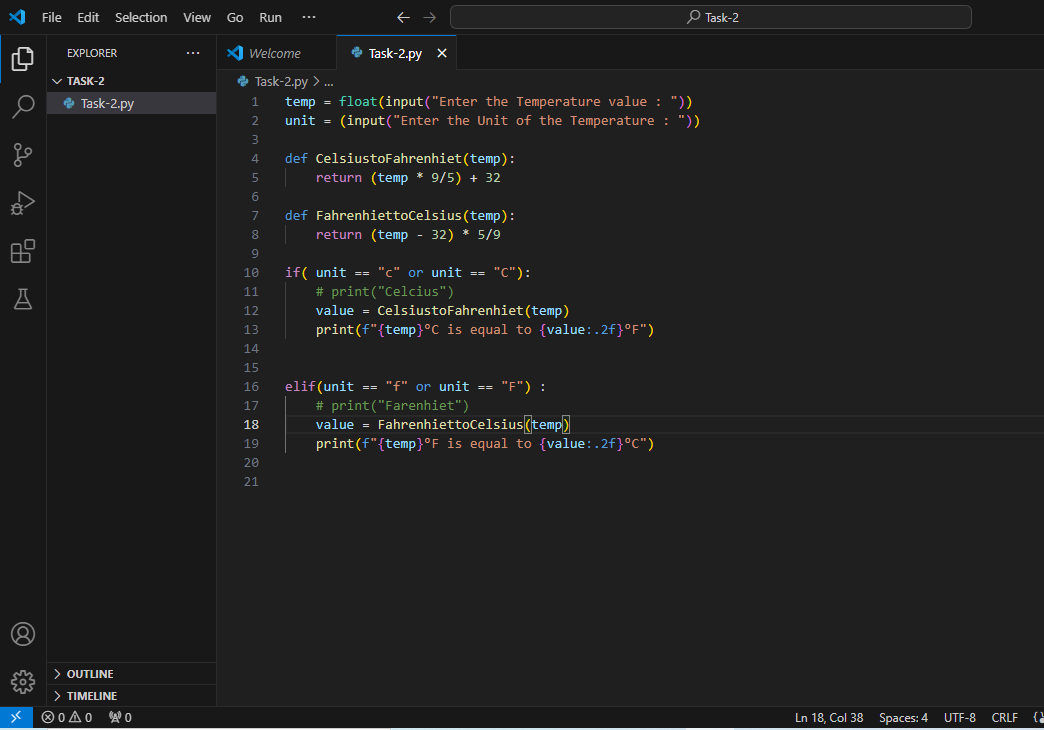 File Edit Selection View Go Run ··· Task-2
EXPLORER ···
TASK-2
Task-2.py
Welcome
Task-2.py
Task-2.py > ...
1 temp = float(input("Enter the Temperature value : "))
2 unit = (input("Enter the Unit of the Temperature : "))
3
4 def CelsiustoFahrenhiet(temp):
5     return (temp * 9/5) + 32
6
7 def FahrenhiettoCelsius(temp):
8     return (temp - 32) * 5/9
9
10 if( unit == "c" or unit == "C"):
11     # print("Celcius")
12     value = CelsiustoFahrenhiet(temp)
13     print(f"{temp}°C is equal to {value:.2f}°F")
14
15
16 elif(unit == "f" or unit == "F") :
17     # print("Farenhiet")
18     value = FahrenhiettoCelsius(temp)
19     print(f"{temp}°F is equal to {value:.2f}°C")
20
21
OUTLINE
TIMELINE
0 0 0 Ln 18, Col 38 Spaces: 4 UTF-8 CRLF {